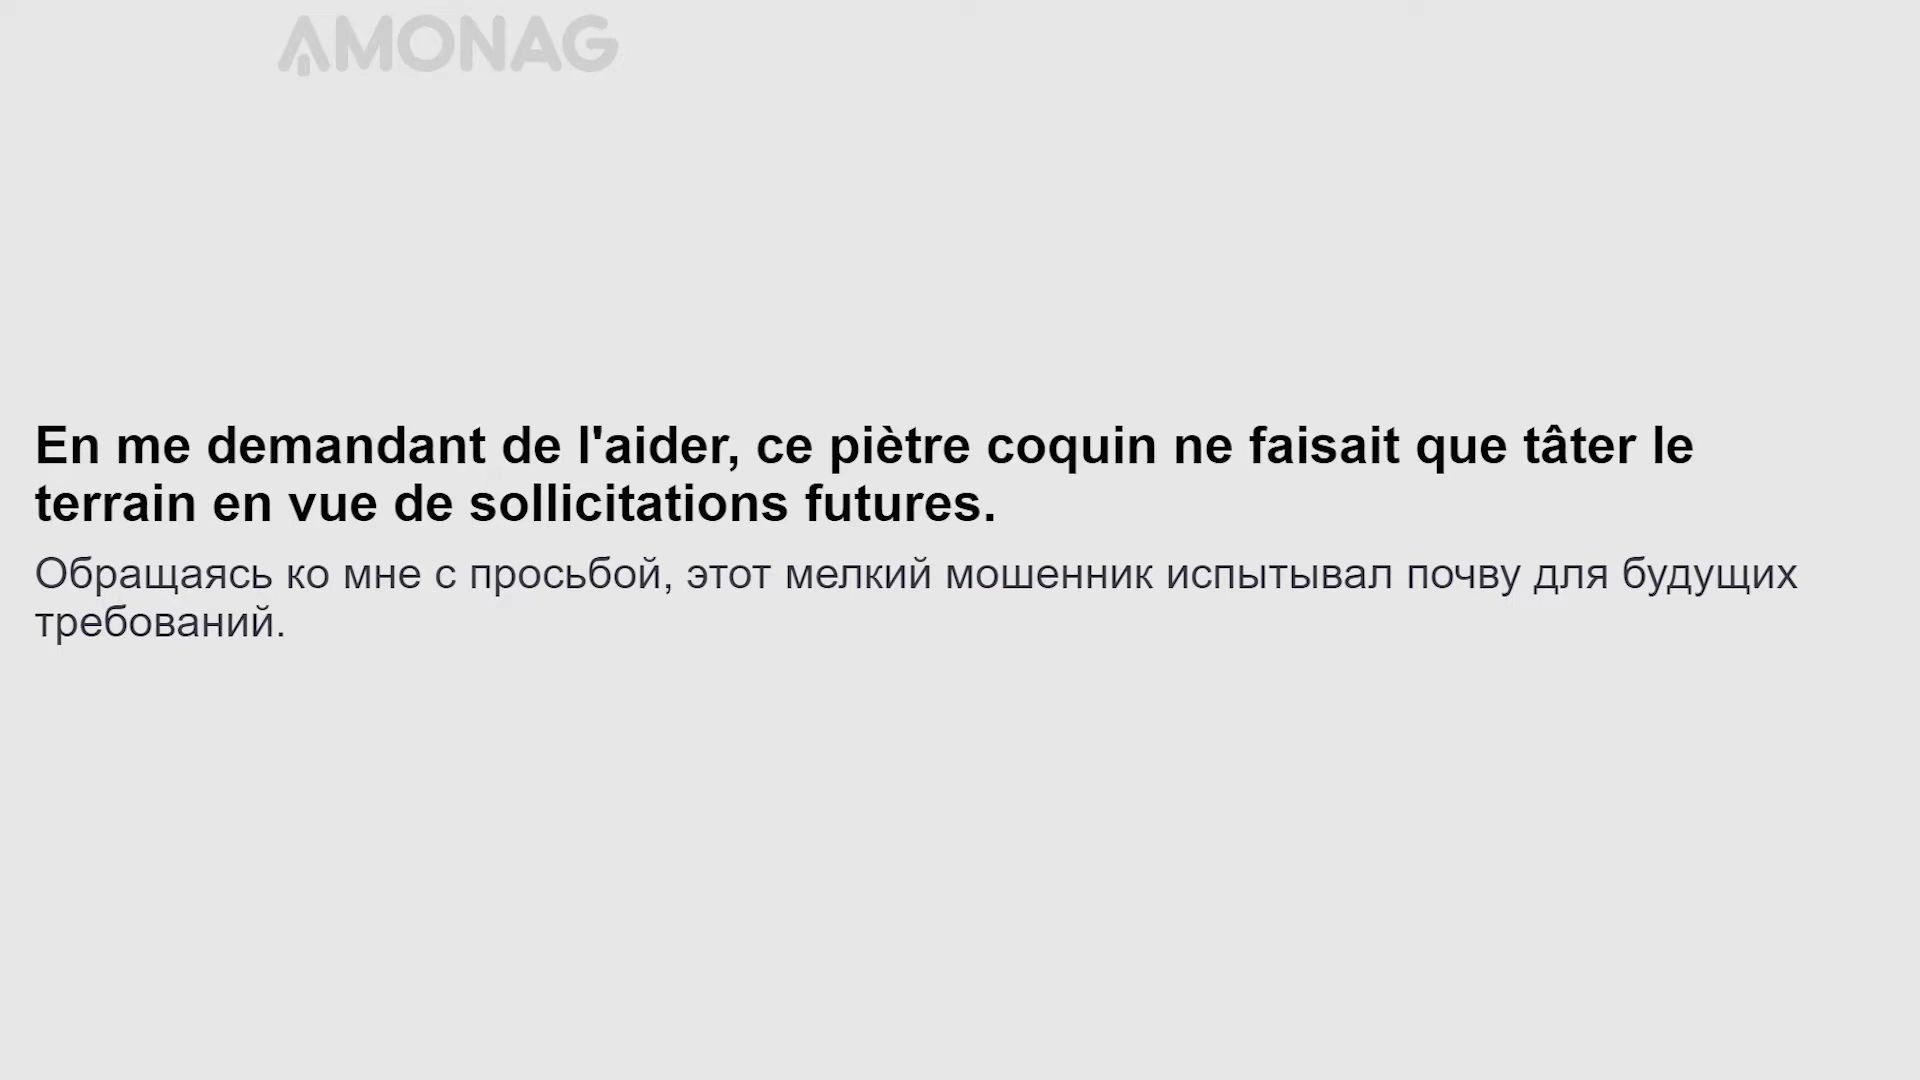 AMONAG
En me demandant de l'aider, ce piètre coquin ne faisait que tâter le
terrain en vue de sollicitations futures.
Обращаясь ко мне с просьбой, этот мелкий мошенник испытывал почву для будущих
требований.